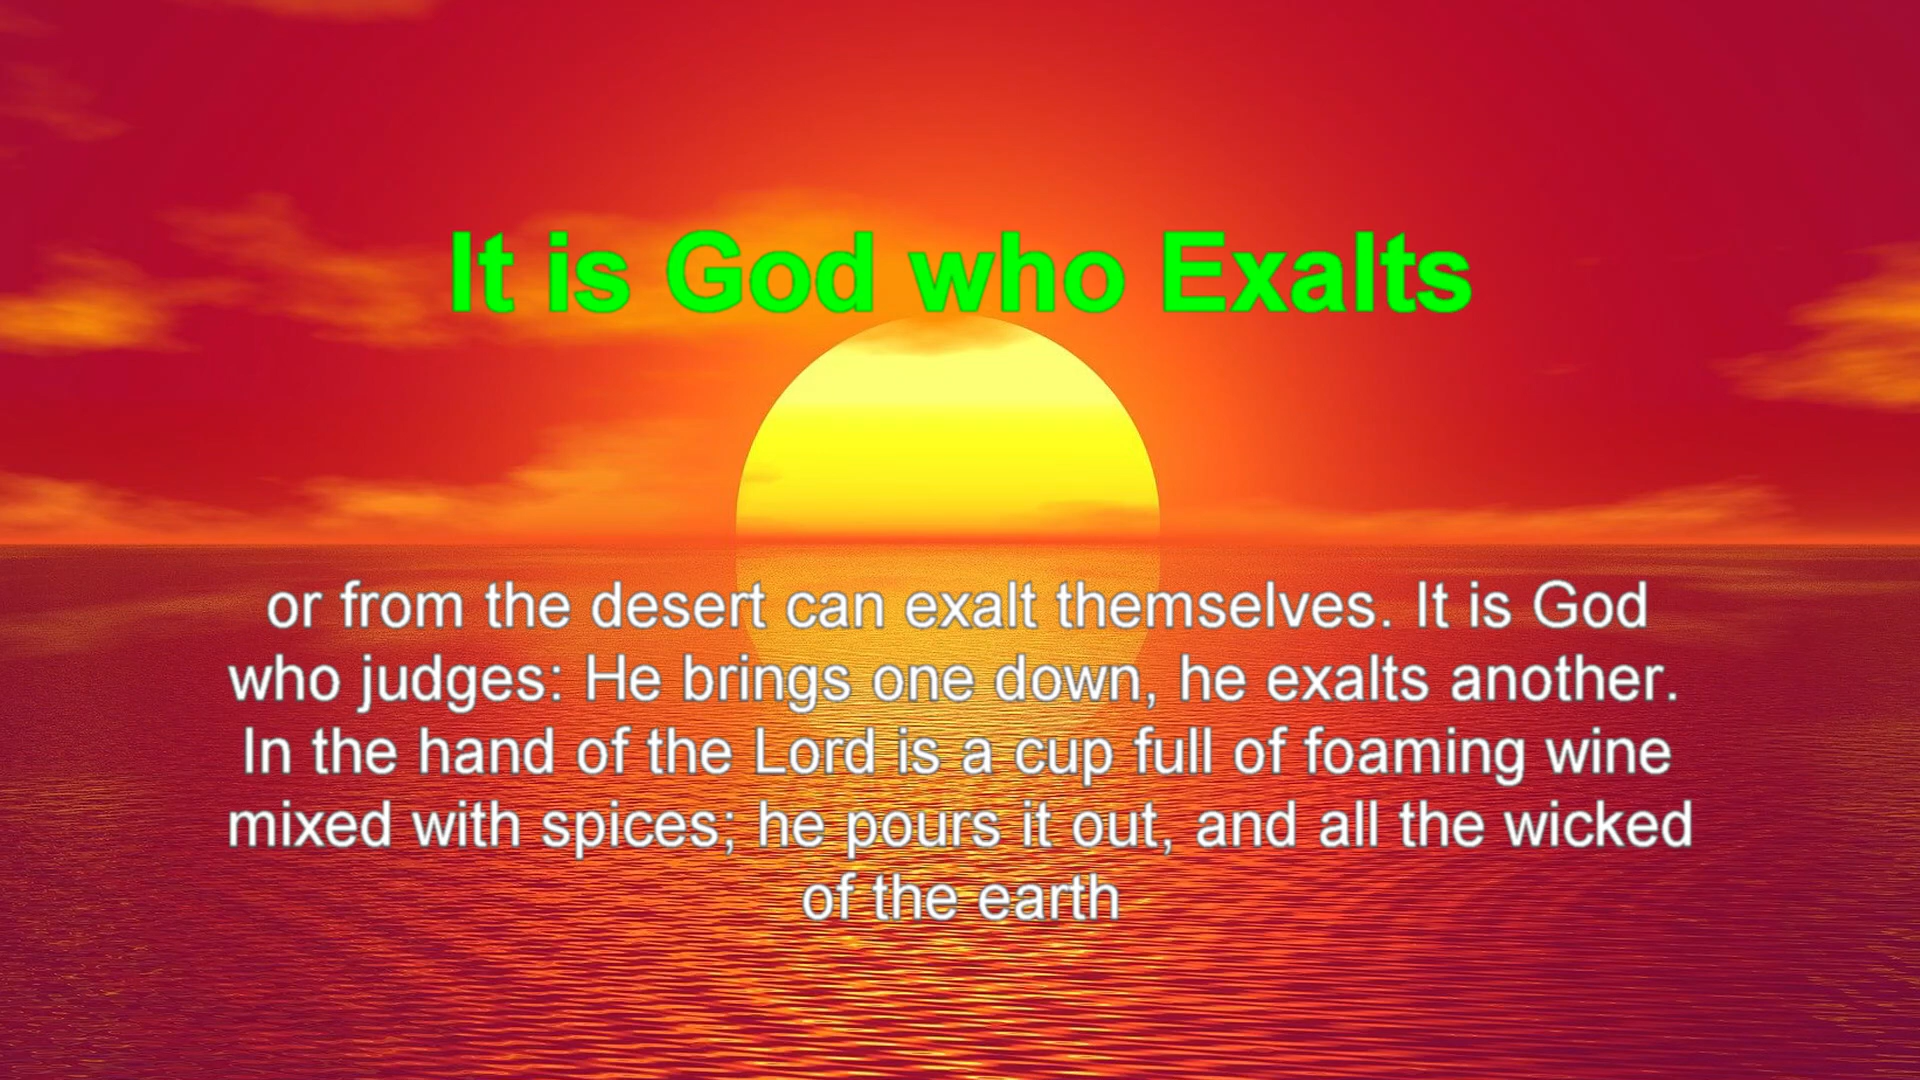 It is God who Exalts
or from the desert can exalt themselves. It is God
who judges: He brings one down, he exalts another.
In the hand of the Lord is a cup full of foaming wine
mixed with spices; he pours it out, and all the wicked
of the earth